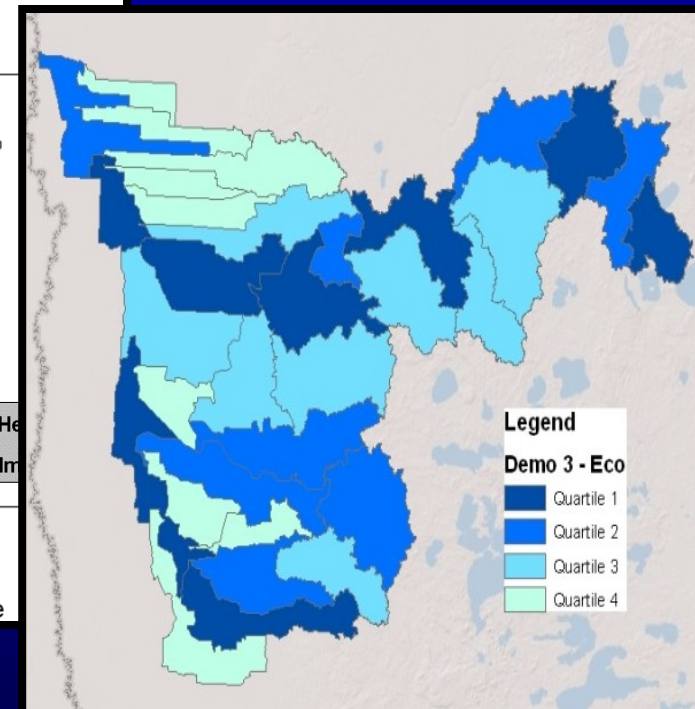 Legend
Demo 3 - Eco
Quartile 1
Quartile 2
Quartile 3
Quartile 4